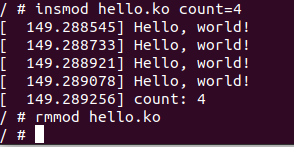 / # insmod hello.ko count=4
[  149.288545] Hello, world!
[  149.288733] Hello, world!
[  149.288921] Hello, world!
[  149.289078] Hello, world!
[  149.289256] count: 4
/ # rmmod hello.ko
/ #